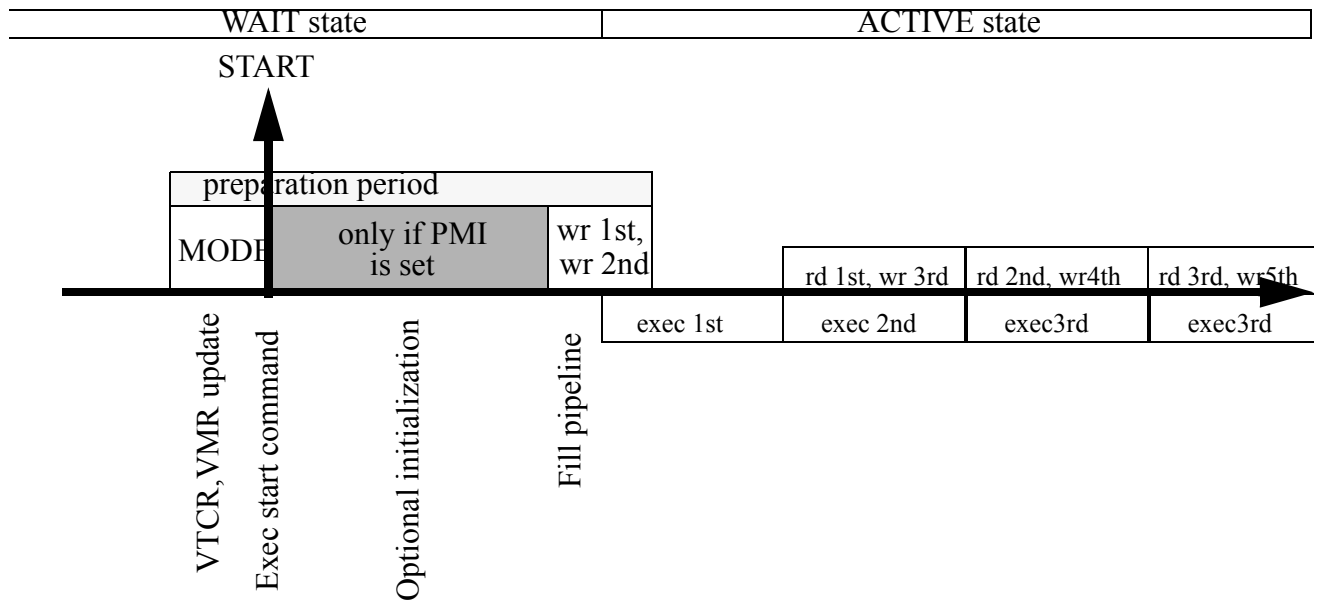 WAIT state
ACTIVE state
START
preparation period
MODE
only if PMI
is set
wr 1st,
wr 2nd
rd 1st, wr 3rd
rd 2nd, wr4th
rd 3rd, wr5th
exec 1st
exec 2nd
exec3rd
exec3rd
VTCR, VMR update
Exec start command
Optional initialization
Fill pipeline